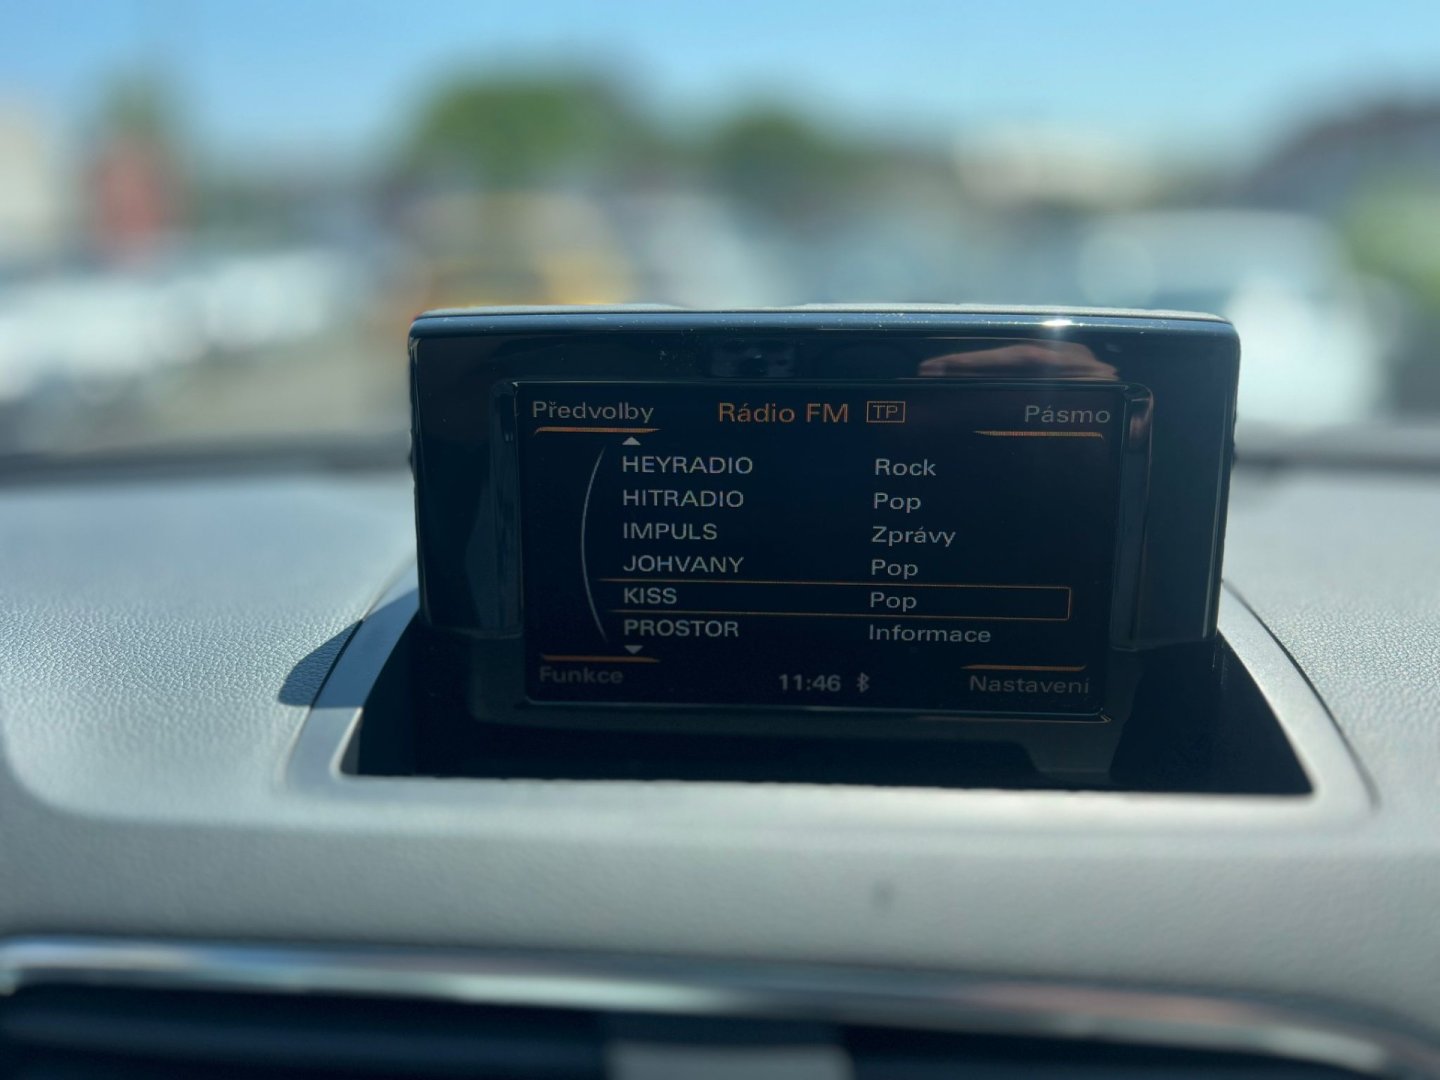 Předvolby Rádio FM TP Pásmo
HEYRADIO Rock
HITRADIO Pop
IMPULS Zprávy
JOHVANY Pop
KISS Pop
PROSTOR Informace
Funkce 11:46 Nastavení